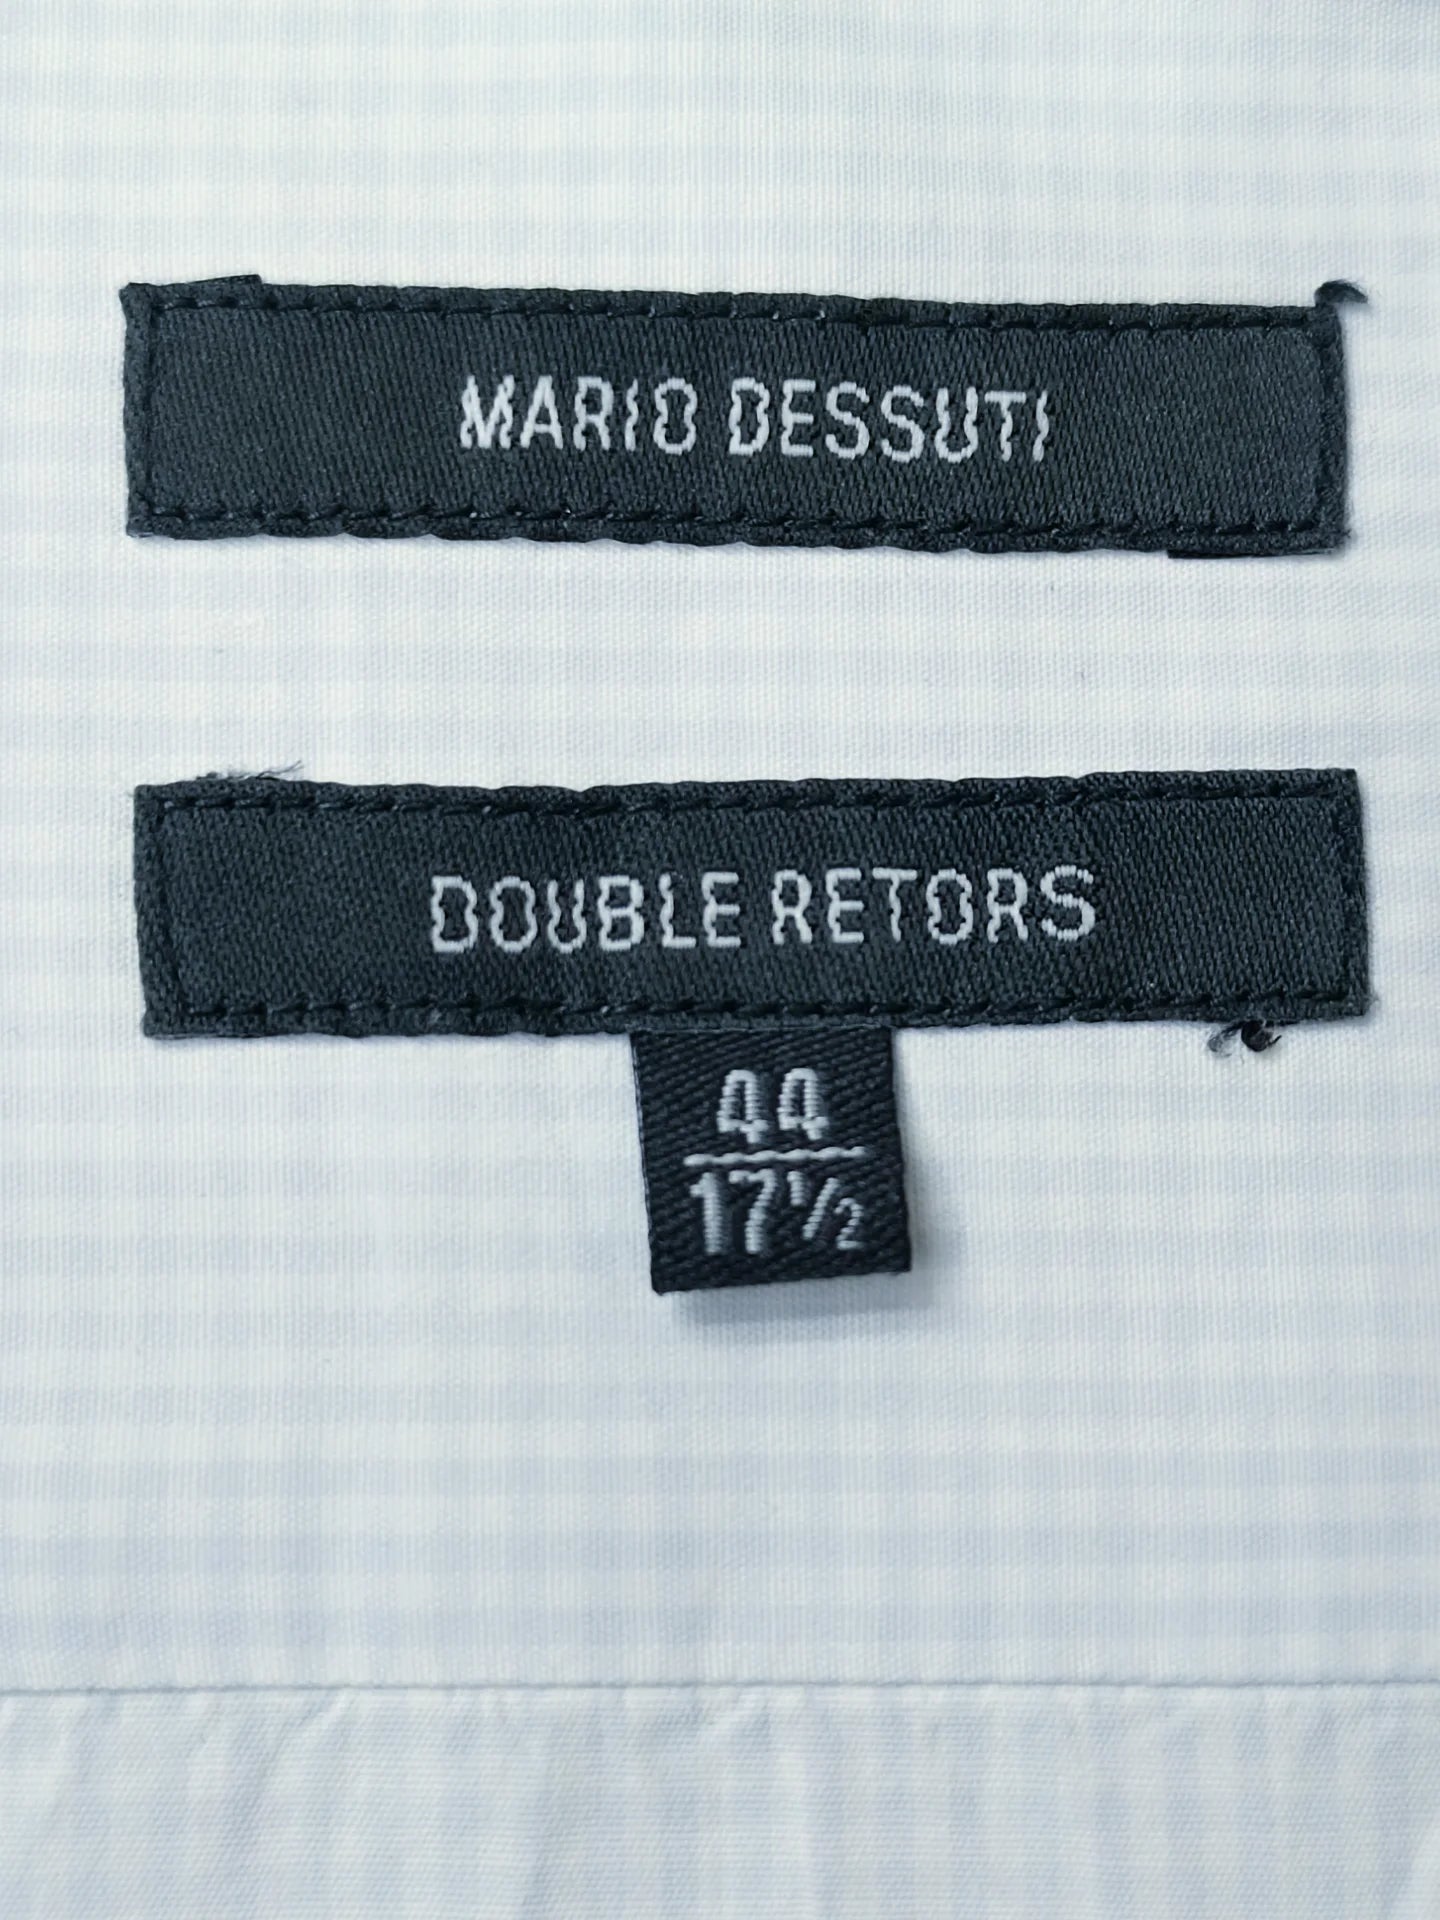 MARIO DESSUTI
DOUBLE RETORS
44
17½